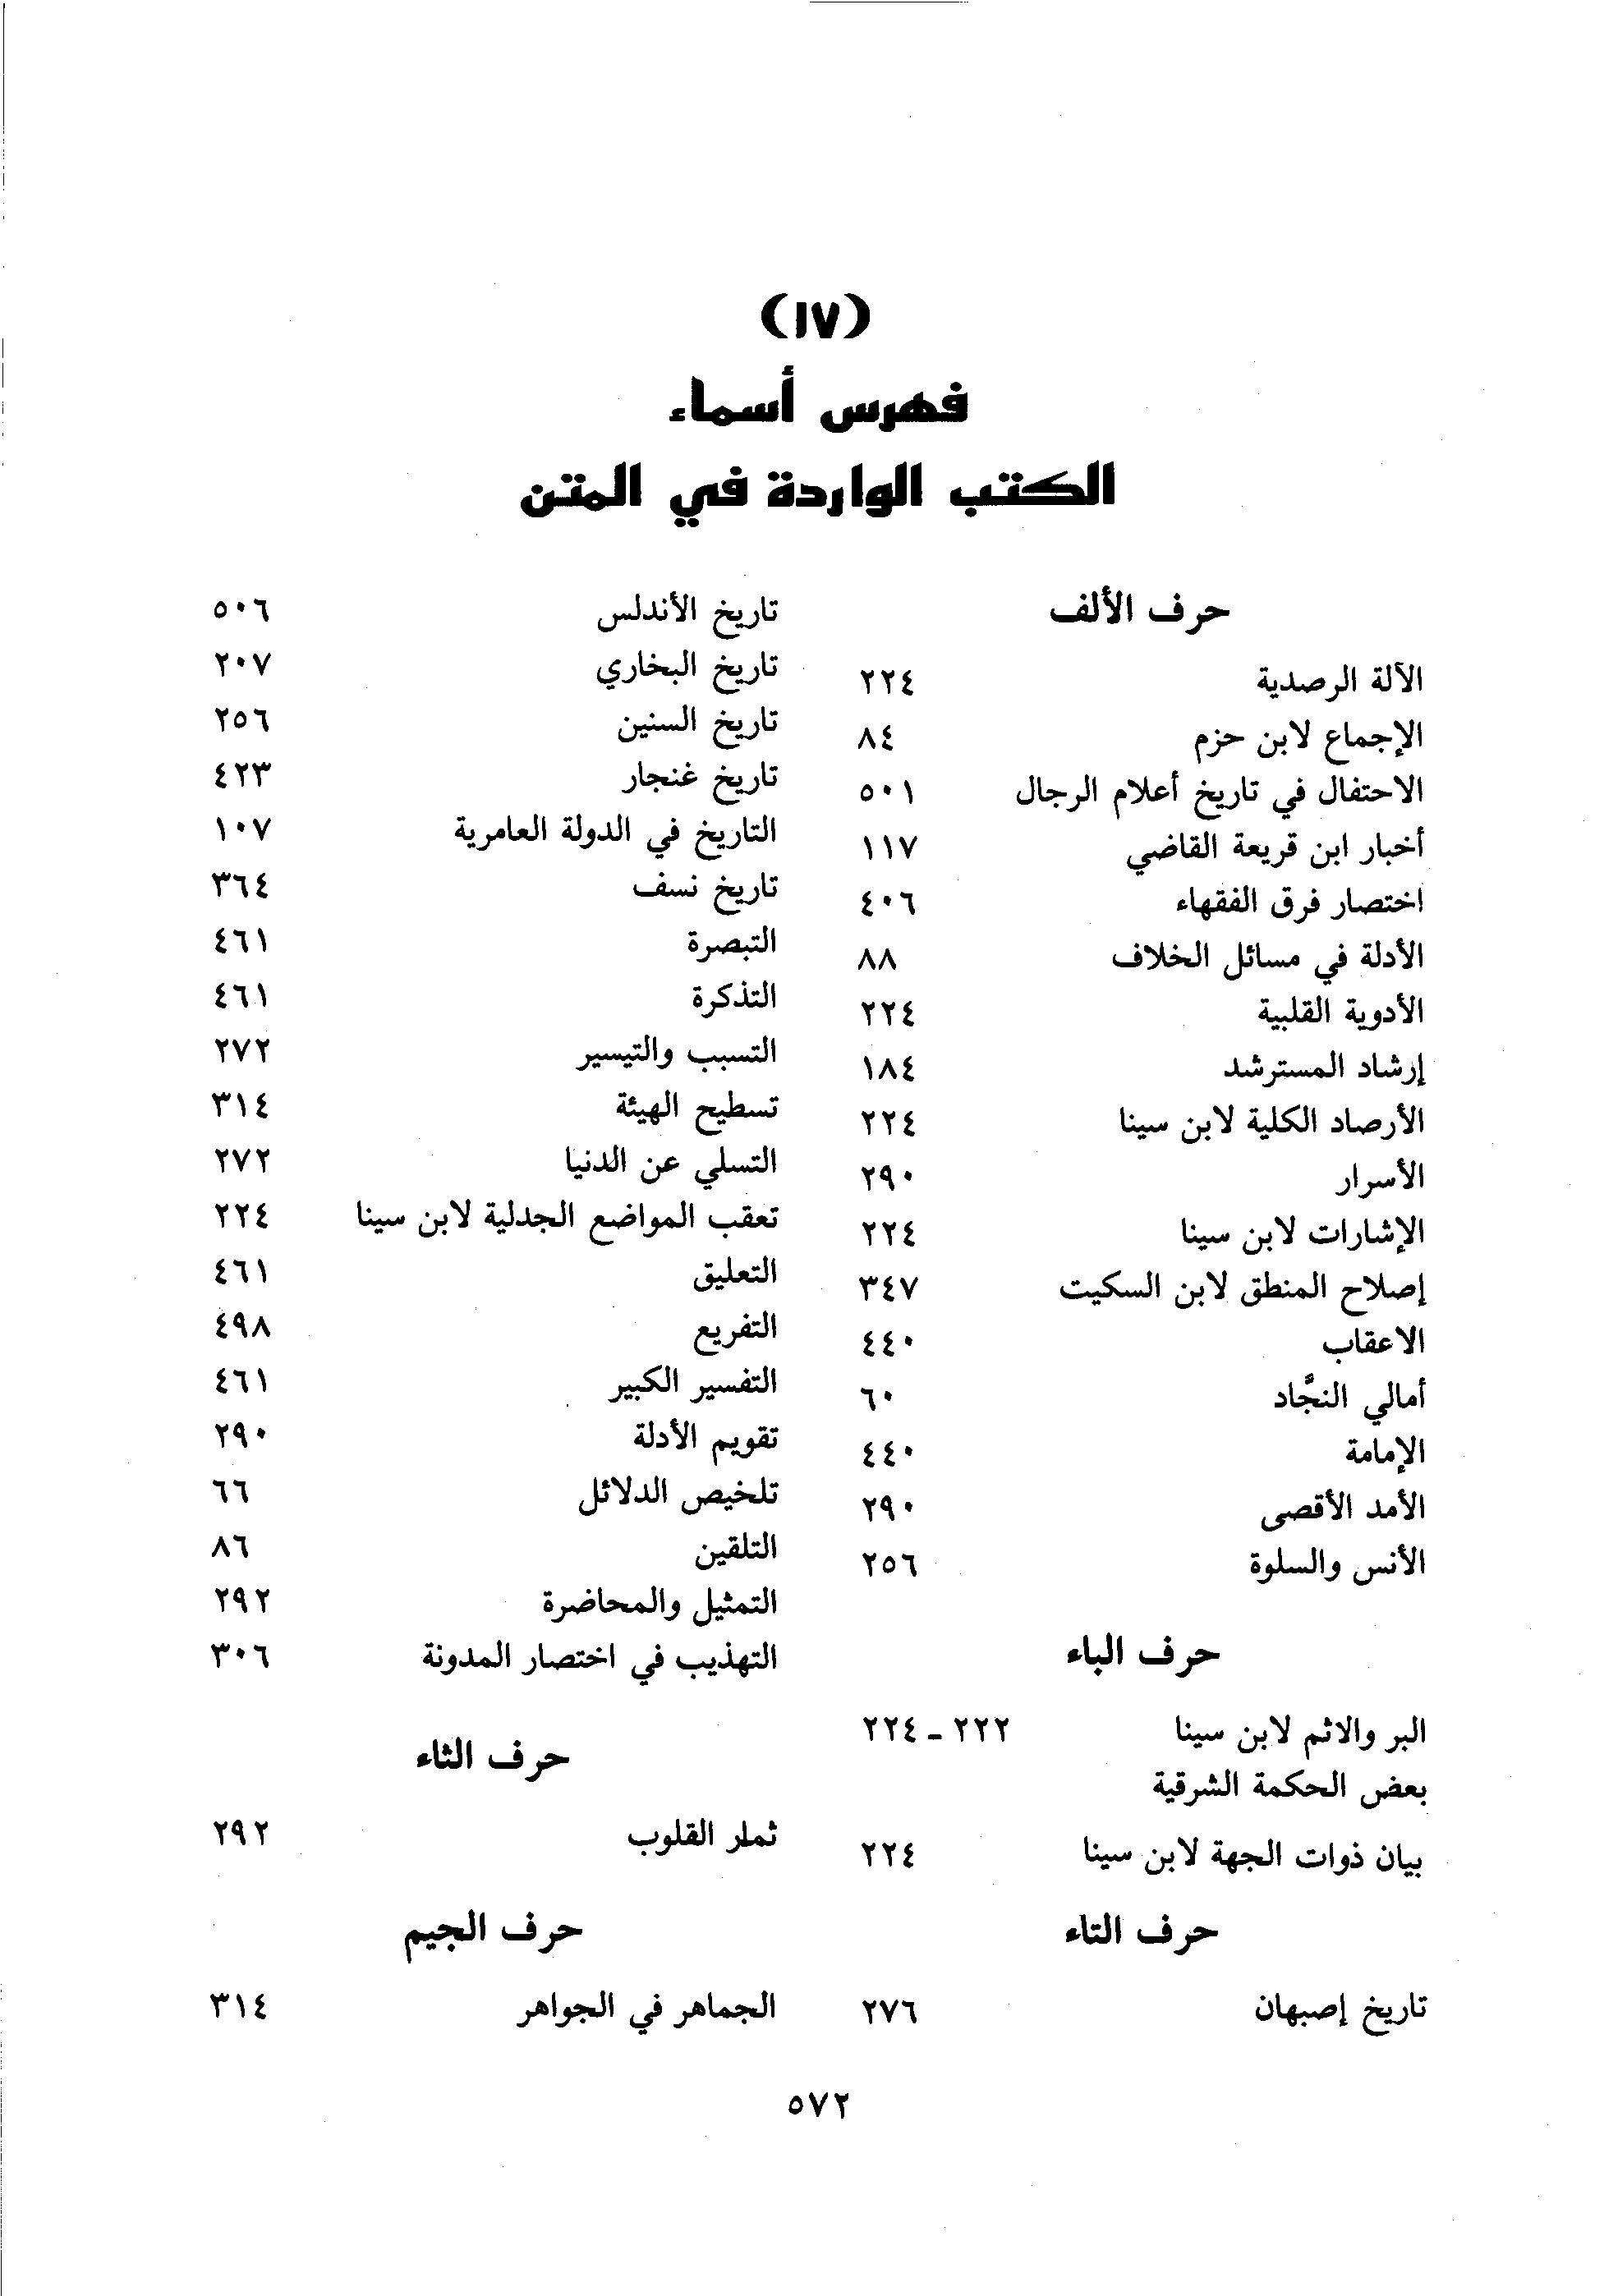 (١٧)
فهرس أسماء
الكتب الواردة في المتن
حرف الألف
الآلة الرصدية ٢٢٤
الإجماع لابن حزم ٨٤
الاحتفال في تاريخ أعلام الرجال ٥٠١
أخبار ابن قريعة القاضي ١١٧
اختصار فرق الفقهاء ٤٠٦
الأدلة في مسائل الخلاف ٨٨
الأدوية القلبية ٢٢٤
إرشاد المسترشد ١٨٤
الأرصاد الكلية لابن سينا ٢٢٤
الأسرار ٢٩٠
الإشارات لابن سينا ٢٢٤
إصلاح المنطق لابن السكيت ٣٤٧
الاعقاب ٤٤٠
أمالي النجَّاد ٦٠
الإمامة ٤٤٠
الأمد الأقصى ٢٩٠
الأنس والسلوة ٢٥٦
حرف الباء
البر والاثم لابن سينا ٢٢٢ - ٢٢٤
بعض الحكمة الشرقية
بيان ذوات الجهة لابن سينا ٢٢٤
حرف التاء
تاريخ إصبهان ٢٧٦
تاريخ الأندلس ٥٠٦
تاريخ البخاري ٢٠٧
تاريخ السنين ٢٥٦
تاريخ غنجار ٤٢٣
التاريخ في الدولة العامرية ١٠٧
تاريخ نسف ٣٦٤
التبصرة ٤٦١
التذكرة ٤٦١
التسبب والتيسير ٢٧٢
تسطيح الهيئة ٣١٤
التسلي عن الدنيا ٢٧٢
تعقب المواضع الجدلية لابن سينا ٢٢٤
التعليق ٤٦١
التفريع ٤٩٨
التفسير الكبير ٤٦١
تقويم الأدلة ٢٩٠
تلخيص الدلائل ٦٦
التلقين ٨٦
التمثيل والمحاضرة ٢٩٢
التهذيب في اختصار المدونة ٣٠٦
حرف الثاء
ثمار القلوب ٢٩٢
حرف الجيم
الجماهر في الجواهر ٣١٤
٥٧٢